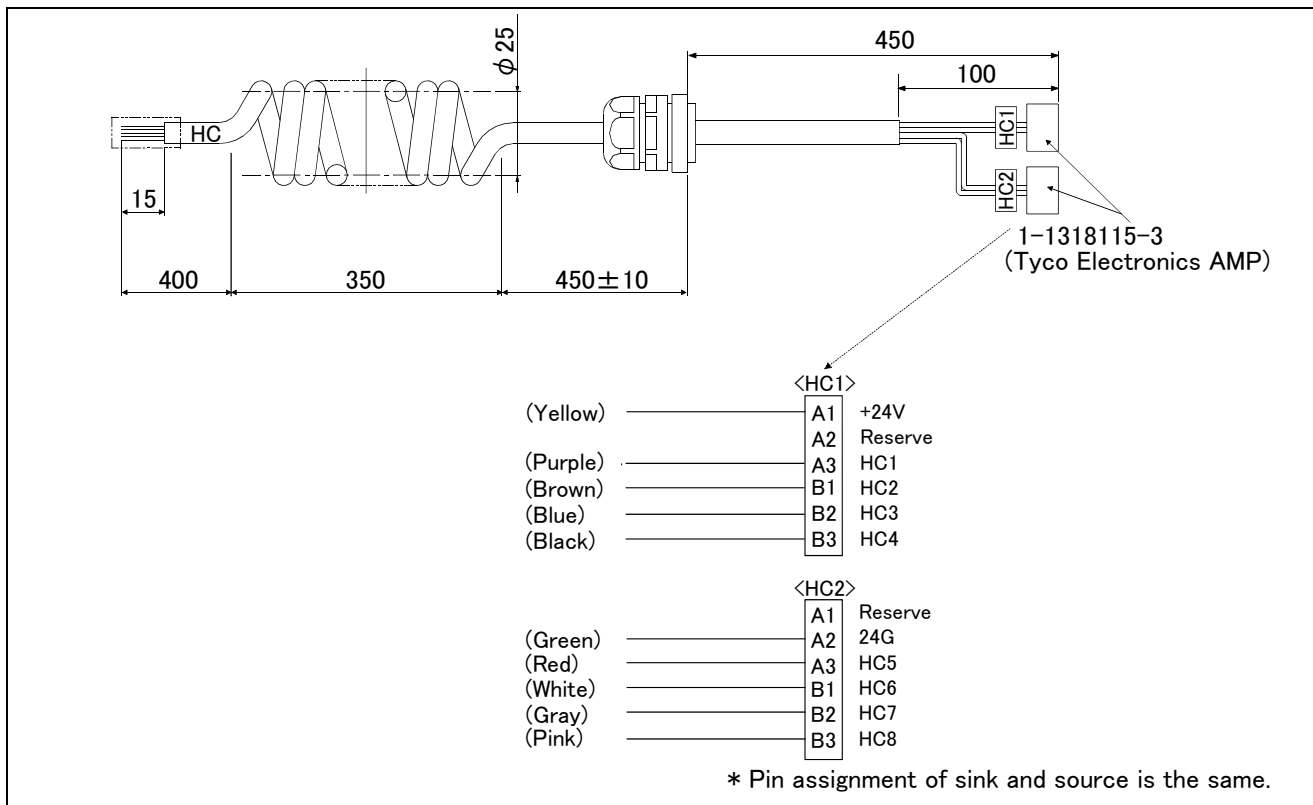 450
φ25
100
HC
HC1
HC2
15
1-1318115-3
(Tyco Electronics AMP)
400
350
450±10
<HC1>
(Yellow) A1 +24V
A2 Reserve
(Purple) A3 HC1
(Brown) B1 HC2
(Blue) B2 HC3
(Black) B3 HC4
<HC2>
A1 Reserve
(Green) A2 24G
(Red) A3 HC5
(White) B1 HC6
(Gray) B2 HC7
(Pink) B3 HC8
* Pin assignment of sink and source is the same.